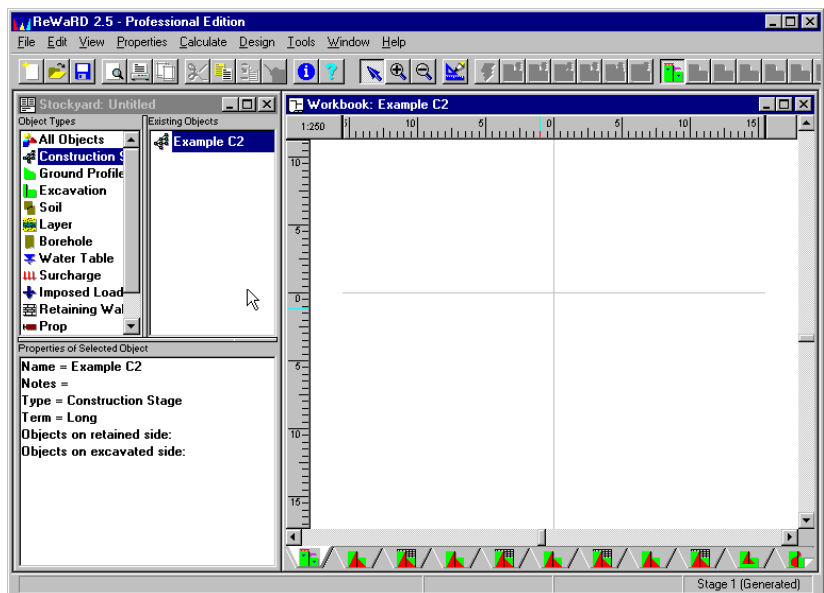 ReWaRD 2.5 - Professional Edition
File Edit View Properties Calculate Design Tools Window Help
Stockyard: Untitled
Object Types
Existing Objects
All Objects
Construction S
Ground Profile
Excavation
Soil
Layer
Borehole
Water Table
Surcharge
Imposed Load
Retaining Wal
Prop
Example C2
Properties of Selected Object
Name = Example C2
Notes =
Type = Construction Stage
Term = Long
Objects on retained side:
Objects on excavated side:
Workbook: Example C2
1:250
10 5 0 5 10 15
10
5
0
5
10
15
Stage 1 (Generated)